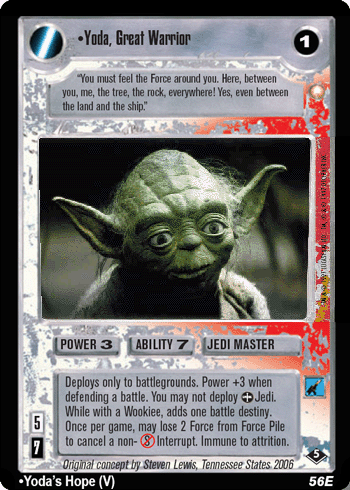 •Yoda, Great Warrior
1
"You must feel the Force around you. Here, between
you, me, the tree, the rock, everywhere! Yes, even between
the land and the ship."
POWER 3 ABILITY 7 JEDI MASTER
Deploys only to battlegrounds. Power +3 when
defending a battle. You may not deploy Jedi.
While with a Wookiee, adds one battle destiny.
Once per game, may lose 2 Force from Force Pile
to cancel a non- S Interrupt. Immune to attrition.
5
7
5
Original concept by Steven Lewis, Tennessee States 2006
•Yoda's Hope (V) 56E